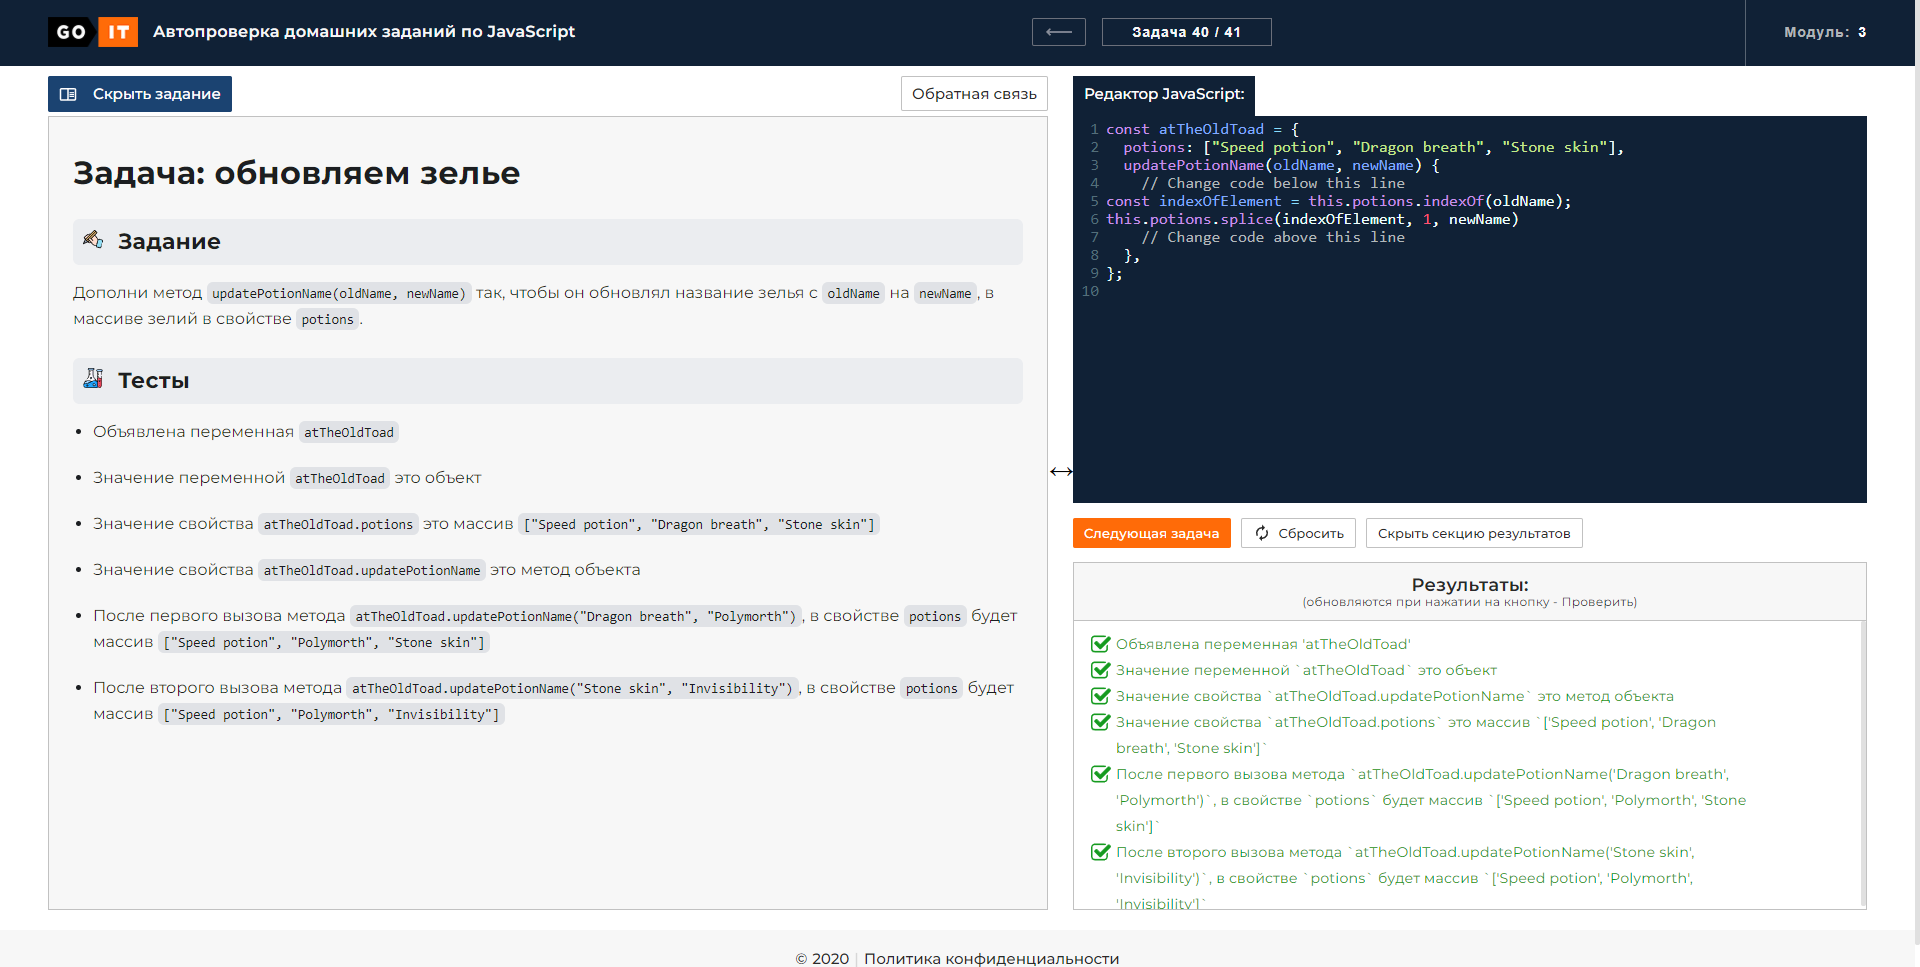 GO IT Автопроверка домашних заданий по JavaScript
Задача 40 / 41
Модуль: 3
Скрыть задание
Обратная связь
Задача: обновляем зелье
Задание
Дополни метод updatePotionName(oldName, newName) так, чтобы он обновлял название зелья с oldName на newName, в
массиве зелий в свойстве potions.
Тесты
Объявлена переменная atTheOldToad
Значение переменной atTheOldToad это объект
Значение свойства atTheOldToad.potions это массив ["Speed potion", "Dragon breath", "Stone skin"]
Значение свойства atTheOldToad.updatePotionName это метод объекта
После первого вызова метода atTheOldToad.updatePotionName("Dragon breath", "Polymorth"), в свойстве potions будет
массив ["Speed potion", "Polymorth", "Stone skin"]
После второго вызова метода atTheOldToad.updatePotionName("Stone skin", "Invisibility"), в свойстве potions будет
массив ["Speed potion", "Polymorth", "Invisibility"]
Редактор JavaScript:
1 const atTheOldToad = {
2 potions: ["Speed potion", "Dragon breath", "Stone skin"],
3 updatePotionName(oldName, newName) {
4 // Change code below this line
5 const indexOfElement = this.potions.indexOf(oldName);
6 this.potions.splice(indexOfElement, 1, newName)
7 // Change code above this line
8 },
9 };
10
Следующая задача
Сбросить
Скрыть секцию результатов
Результаты:
(обновляются при нажатии на кнопку - Проверить)
Объявлена переменная 'atTheOldToad'
Значение переменной `atTheOldToad` это объект
Значение свойства `atTheOldToad.updatePotionName` это метод объекта
Значение свойства `atTheOldToad.potions` это массив `['Speed potion', 'Dragon
breath', 'Stone skin']`
После первого вызова метода `atTheOldToad.updatePotionName('Dragon breath',
'Polymorth')`, в свойстве `potions` будет массив `['Speed potion', 'Polymorth', 'Stone
skin']`
После второго вызова метода `atTheOldToad.updatePotionName('Stone skin',
'Invisibility')`, в свойстве `potions` будет массив `['Speed potion', 'Polymorth',
'Invisibility']`
© 2020 | Политика конфиденциальности